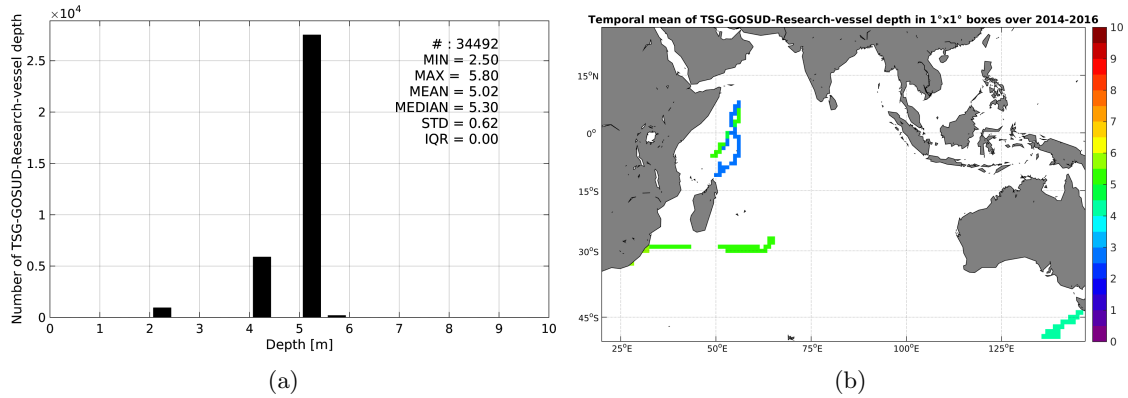 ×10⁴
Number of TSG-GOSUD-Research-vessel depth
2.5
2
1.5
1
0.5
0
# : 34492
MIN = 2.50
MAX = 5.80
MEAN = 5.02
MEDIAN = 5.30
STD = 0.62
IQR = 0.00
0 1 2 3 4 5 6 7 8 9 10
Depth [m]
(a)
Temporal mean of TSG-GOSUD-Research-vessel depth in 1°x1° boxes over 2014-2016
15°N
0°
15°S
30°S
45°S
25°E 50°E 75°E 100°E 125°E
10
9
8
7
6
5
4
3
2
1
0
(b)